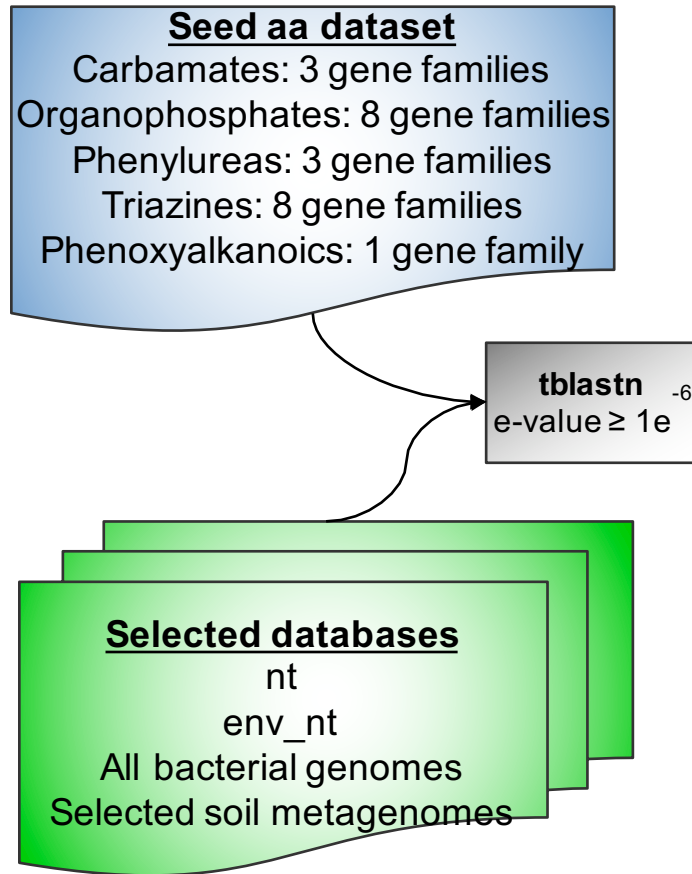 Seed aa dataset
Carbamates: 3 gene families
Organophosphates: 8 gene families
Phenylureas: 3 gene families
Triazines: 8 gene families
Phenoxyalkanoics: 1 gene family
tblastn
e-value ≥ 1e⁻⁶
Selected databases
nt
env_nt
All bacterial genomes
Selected soil metagenomes